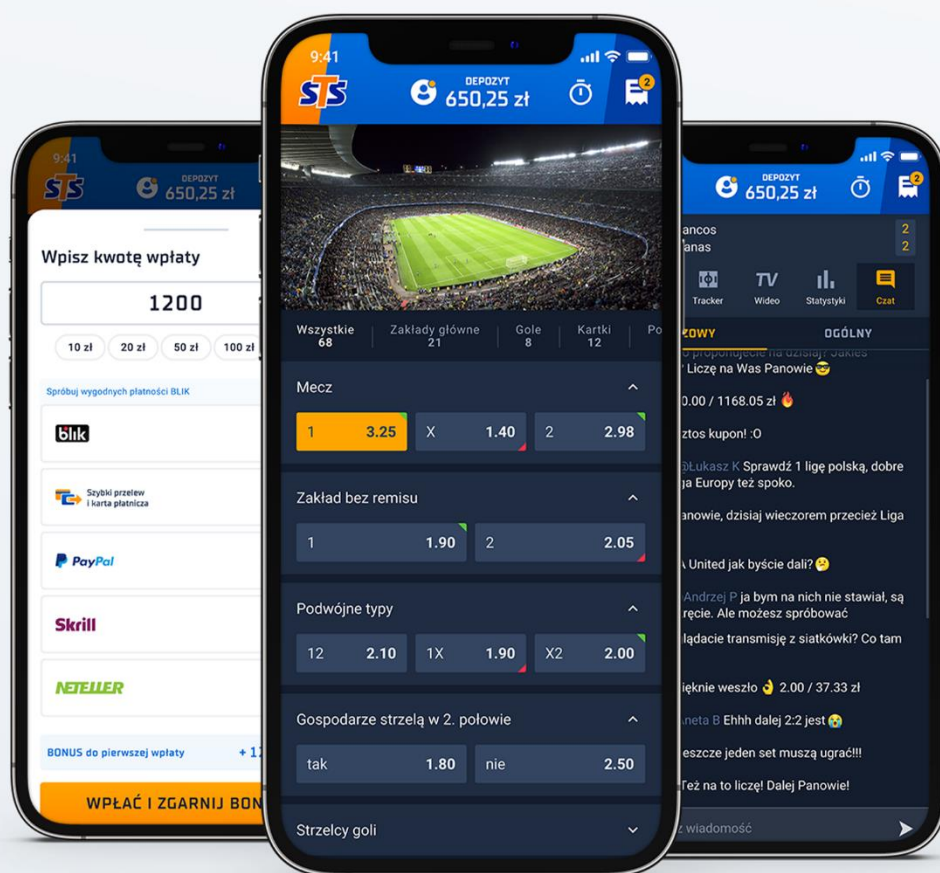 9:41
STS
DEPOZYT
650,25 zł
Wpisz kwotę wpłaty
1200
10 zł 20 zł 50 zł 100 zł
Spróbuj wygodnych płatności BLIK
blik
Szybki przelew
i karta płatnicza
PayPal
Skrill
NETELLER
BONUS do pierwszej wpłaty
WPŁAĆ I ZGARNIJ
9:41
STS
DEPOZYT
650,25 zł
2
Wszystkie Zakłady główne Gole Kartki
68 21 8 12
Mecz
1 3.25 X 1.40 2 2.98
Zakład bez remisu
1 1.90 2 2.05
Podwójne typy
12 2.10 1X 1.90 X2 2.00
Gospodarze strzelą w 2. połowie
tak 1.80 nie 2.50
Strzelcy goli
DEPOZYT
650,25 zł
2
ancos 2
anas 2
Tracker TV Wideo Statystyki Czat
ZOWY OGÓLNY
proponujecie na dzisiaj? Jakieś
Liczę na Was Panowie 😎
0.00 / 1168.05 zł 🔥
ztos kupon! :O
@Łukasz K Sprawdź 1 ligę polską, dobre
ga Europy też spoko.
anowie, dzisiaj wieczorem przecież Liga
United jak byście dali? 🤔
Andrzej P ja bym na nich nie stawiał, są
ręcie. Ale możesz spróbować
lądacie transmisję z siatkówki? Co tam
ięknie weszło 👌 2.00 / 37.33 zł
neta B Ehhh dalej 2:2 jest 😭
eszcze jeden set muszą ugrać!!!
Też na to liczę! Dalej Panowie!
z wiadomość